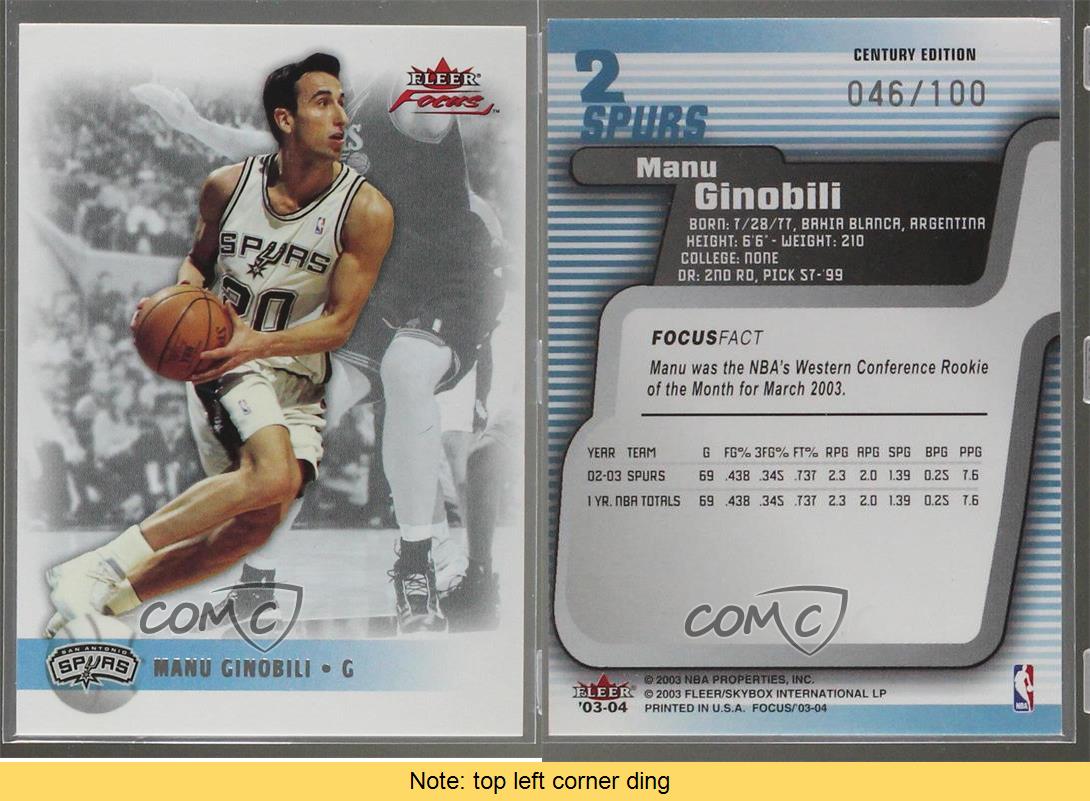 FLEER
Focus™
SPURS
20
COMC
SAN ANTONIO
SPURS
MANU GINOBILI • G
2
SPURS
CENTURY EDITION
046/100
Manu
Ginobili
BORN: 7/28/77, BAHIA BLANCA, ARGENTINA
HEIGHT: 6'6" - WEIGHT: 210
COLLEGE: NONE
DR: 2ND RD, PICK 57-'99
FOCUSFACT
Manu was the NBA's Western Conference Rookie
of the Month for March 2003.
YEAR TEAM G FG% 3FG% FT% RPG APG SPG BPG PPG
02-03 SPURS 69 .438 .345 .737 2.3 2.0 1.39 0.25 7.6
1 YR. NBA TOTALS 69 .438 .345 .737 2.3 2.0 1.39 0.25 7.6
COMC
FLEER
'03-04
© 2003 NBA PROPERTIES, INC.
© 2003 FLEER/SKYBOX INTERNATIONAL LP
PRINTED IN U.S.A. FOCUS/'03-04
NBA
Note: top left corner ding